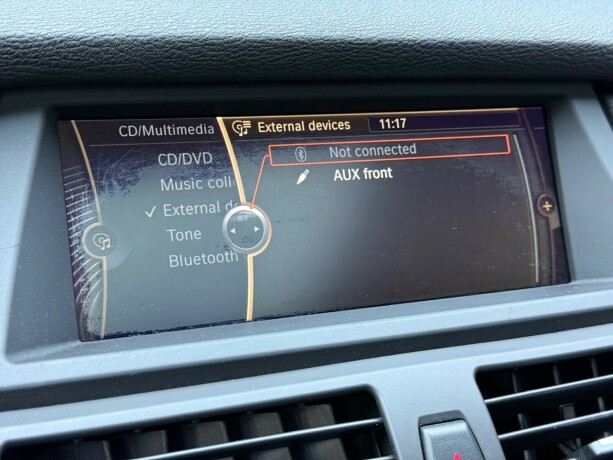 CD/Multimedia
CD/DVD
Music coll
External d
Tone
Bluetooth
External devices 11:17
Not connected
AUX front